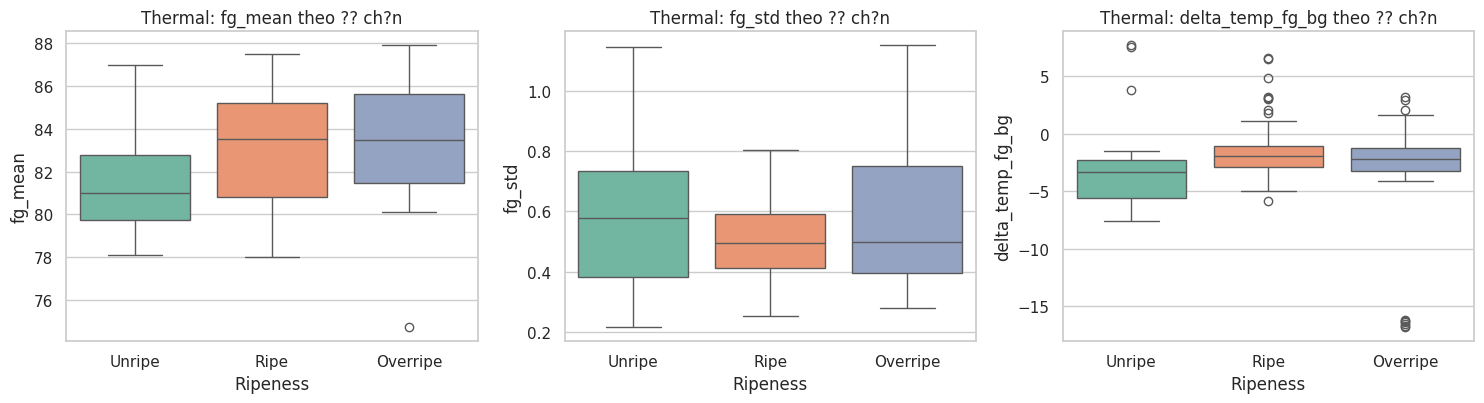 Thermal: fg_mean theo ?? ch?n
88
86
84
82
80
78
76
fg_mean
Unripe Ripe Overripe
Ripeness
Thermal: fg_std theo ?? ch?n
1.0
0.8
0.6
0.4
0.2
fg_std
Unripe Ripe Overripe
Ripeness
Thermal: delta_temp_fg_bg theo ?? ch?n
5
0
−5
−10
−15
delta_temp_fg_bg
Unripe Ripe Overripe
Ripeness